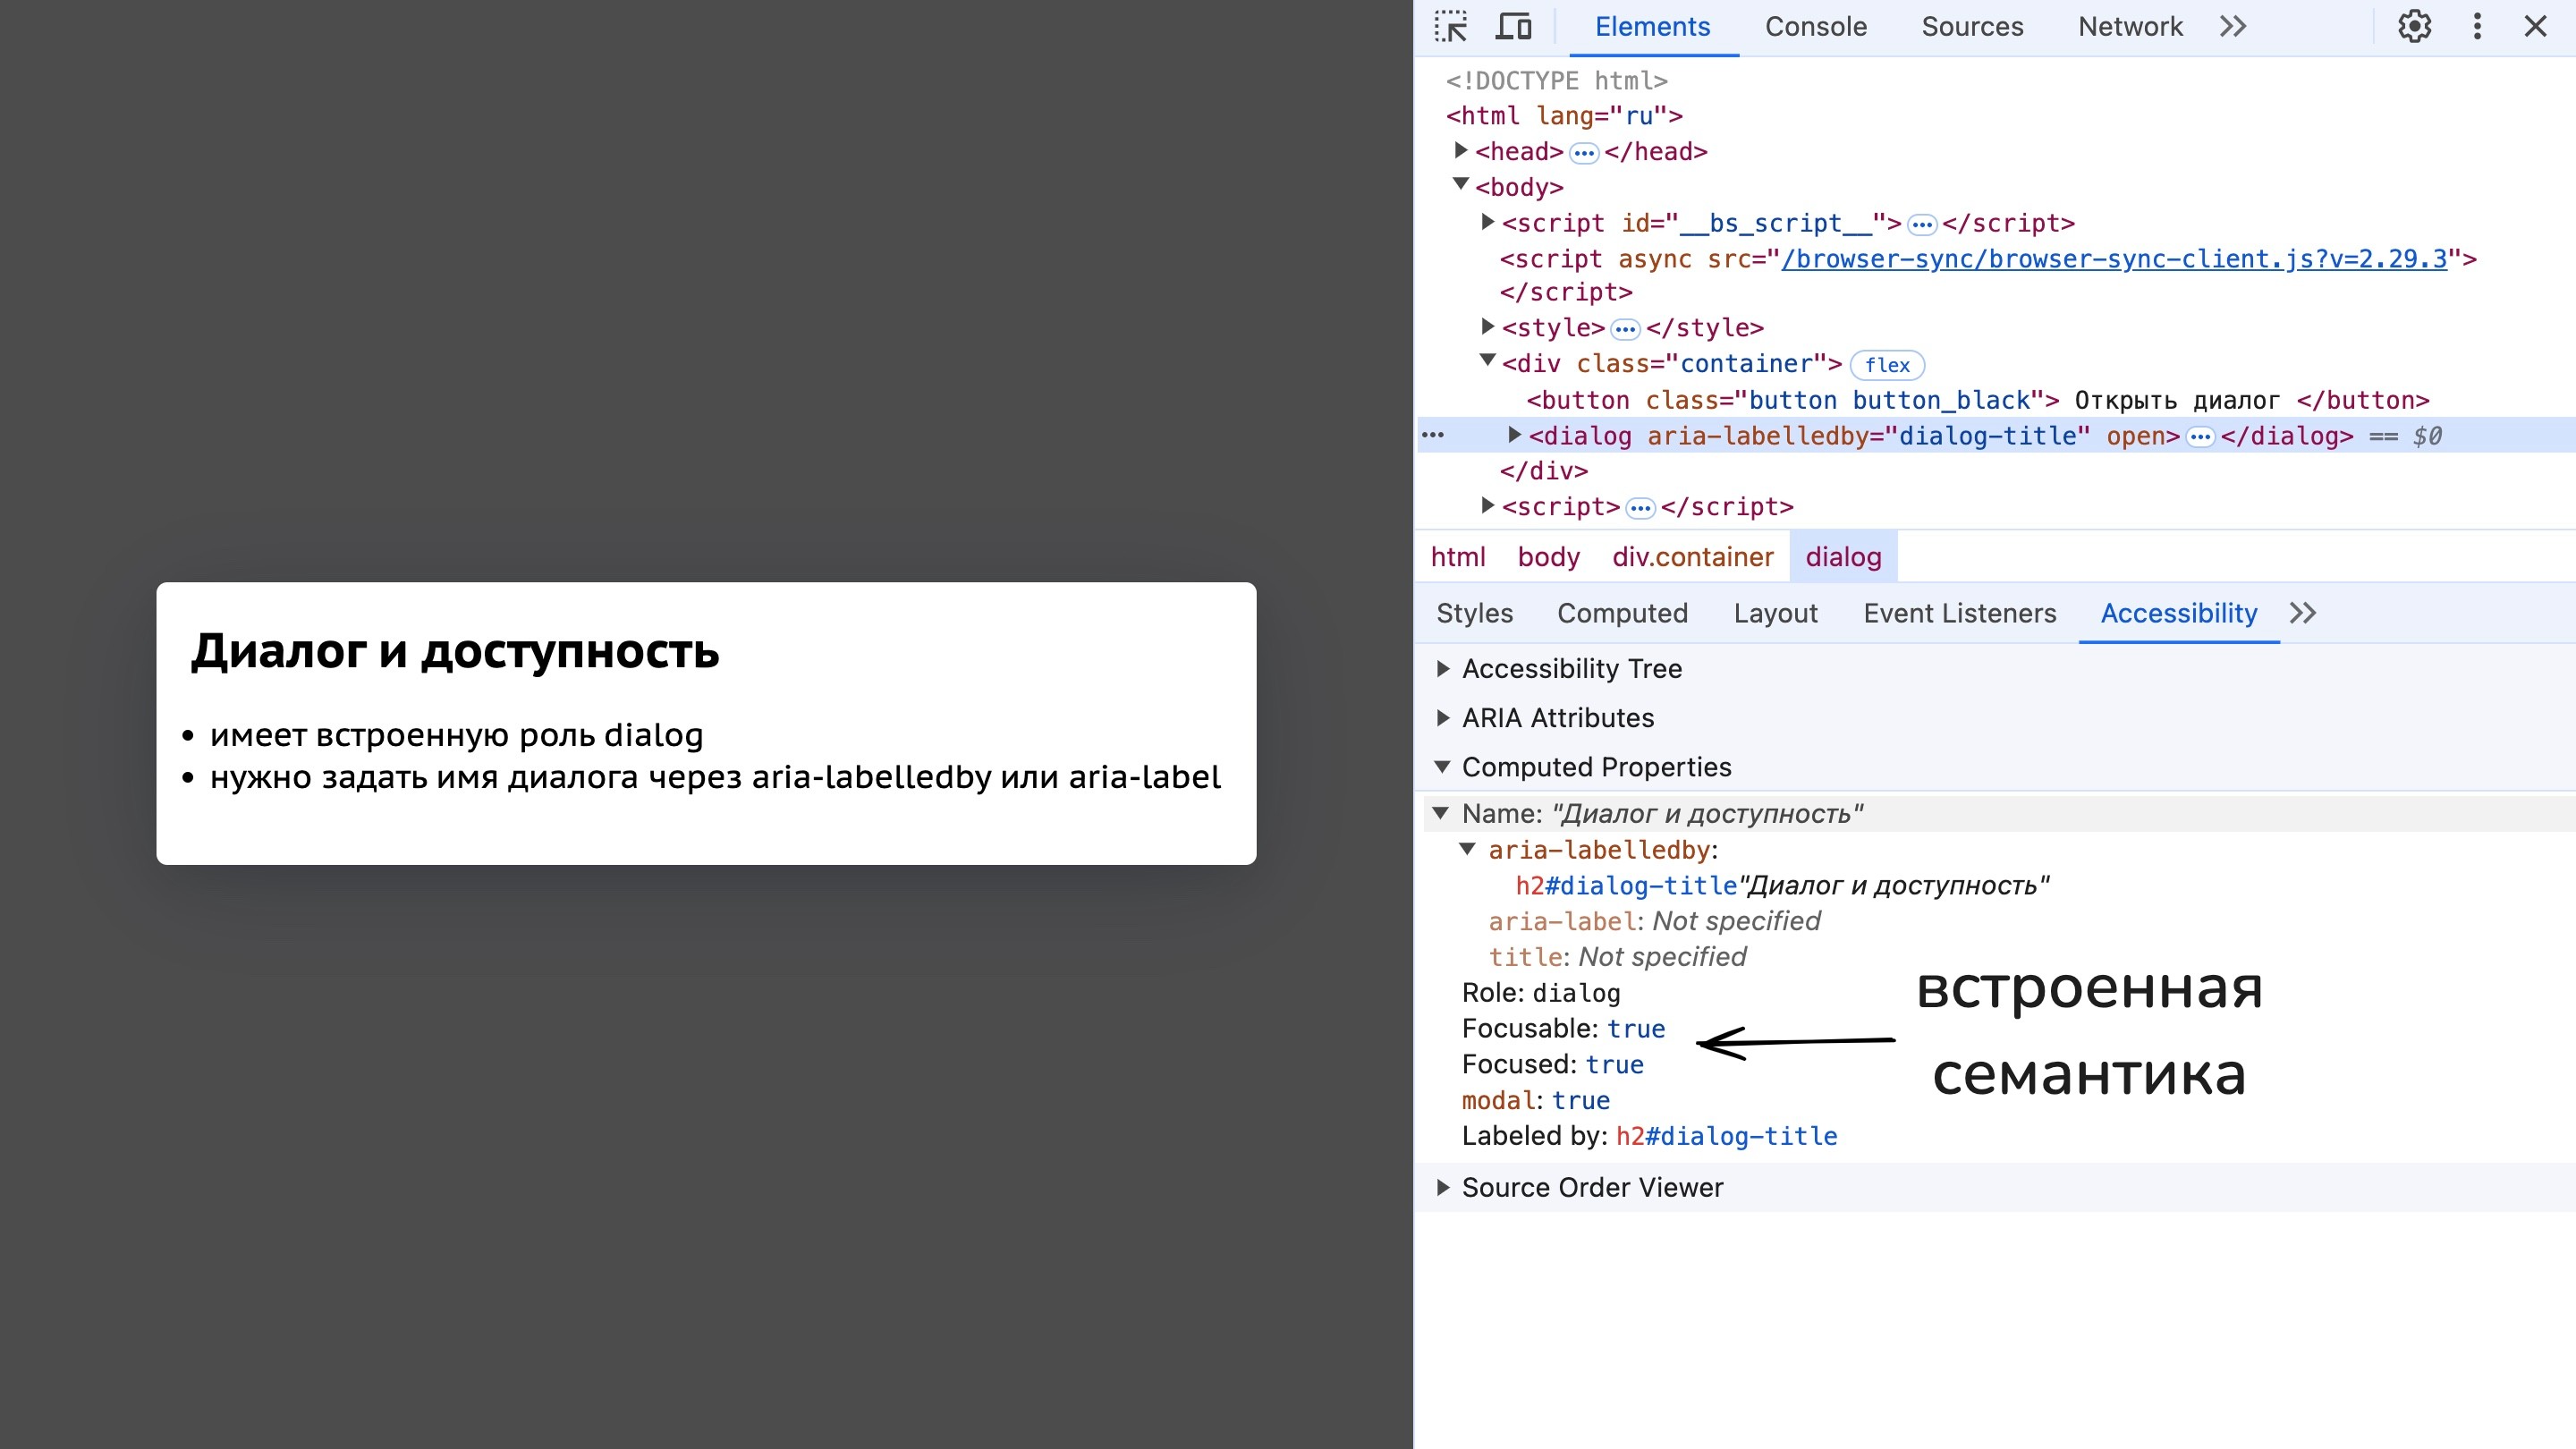 Диалог и доступность
• имеет встроенную роль dialog
• нужно задать имя диалога через aria-labelledby или aria-label
Elements Console Sources Network
<!DOCTYPE html>
<html lang="ru">
<head>…</head>
<body>
<script id="__bs_script__">…</script>
<script async src="/browser-sync/browser-sync-client.js?v=2.29.3">
</script>
<style>…</style>
<div class="container"> flex
<button class="button button_black"> Открыть диалог </button>
<dialog aria-labelledby="dialog-title" open>…</dialog> == $0
</div>
<script>…</script>
html body div.container dialog
Styles Computed Layout Event Listeners Accessibility
Accessibility Tree
ARIA Attributes
Computed Properties
Name: "Диалог и доступность"
aria-labelledby:
h2#dialog-title"Диалог и доступность"
aria-label: Not specified
title: Not specified
Role: dialog
Focusable: true
Focused: true
modal: true
Labeled by: h2#dialog-title
встроенная
семантика
Source Order Viewer